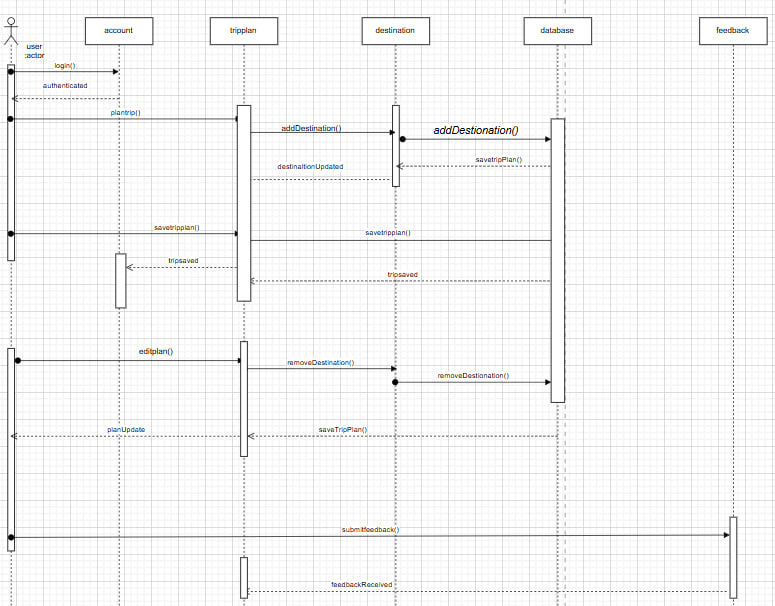 account
tripplan
destination
database
feedback
user
:actor
login()
authenticated
plantrip()
addDestination()
addDestionation()
savetripPlan()
destinaltionUpdated
savetripplan()
savetripplan()
tripsaved
tripsaved
editplan()
removeDestination()
removeDestionation()
planUpdate
saveTripPlan()
submitfeedback()
feedbackReceived